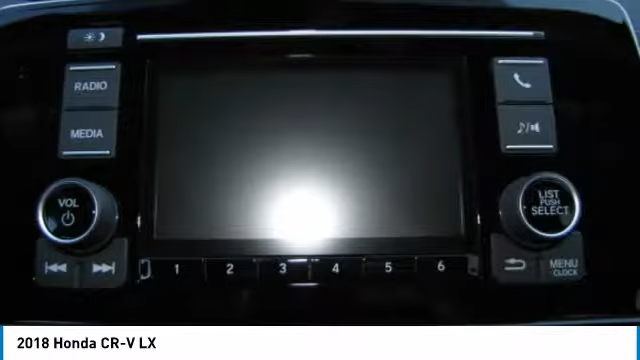 RADIO
MEDIA
VOL
LIST
PUSH
SELECT
1 2 3 4 5 6
MENU
CLOCK
2018 Honda CR-V LX